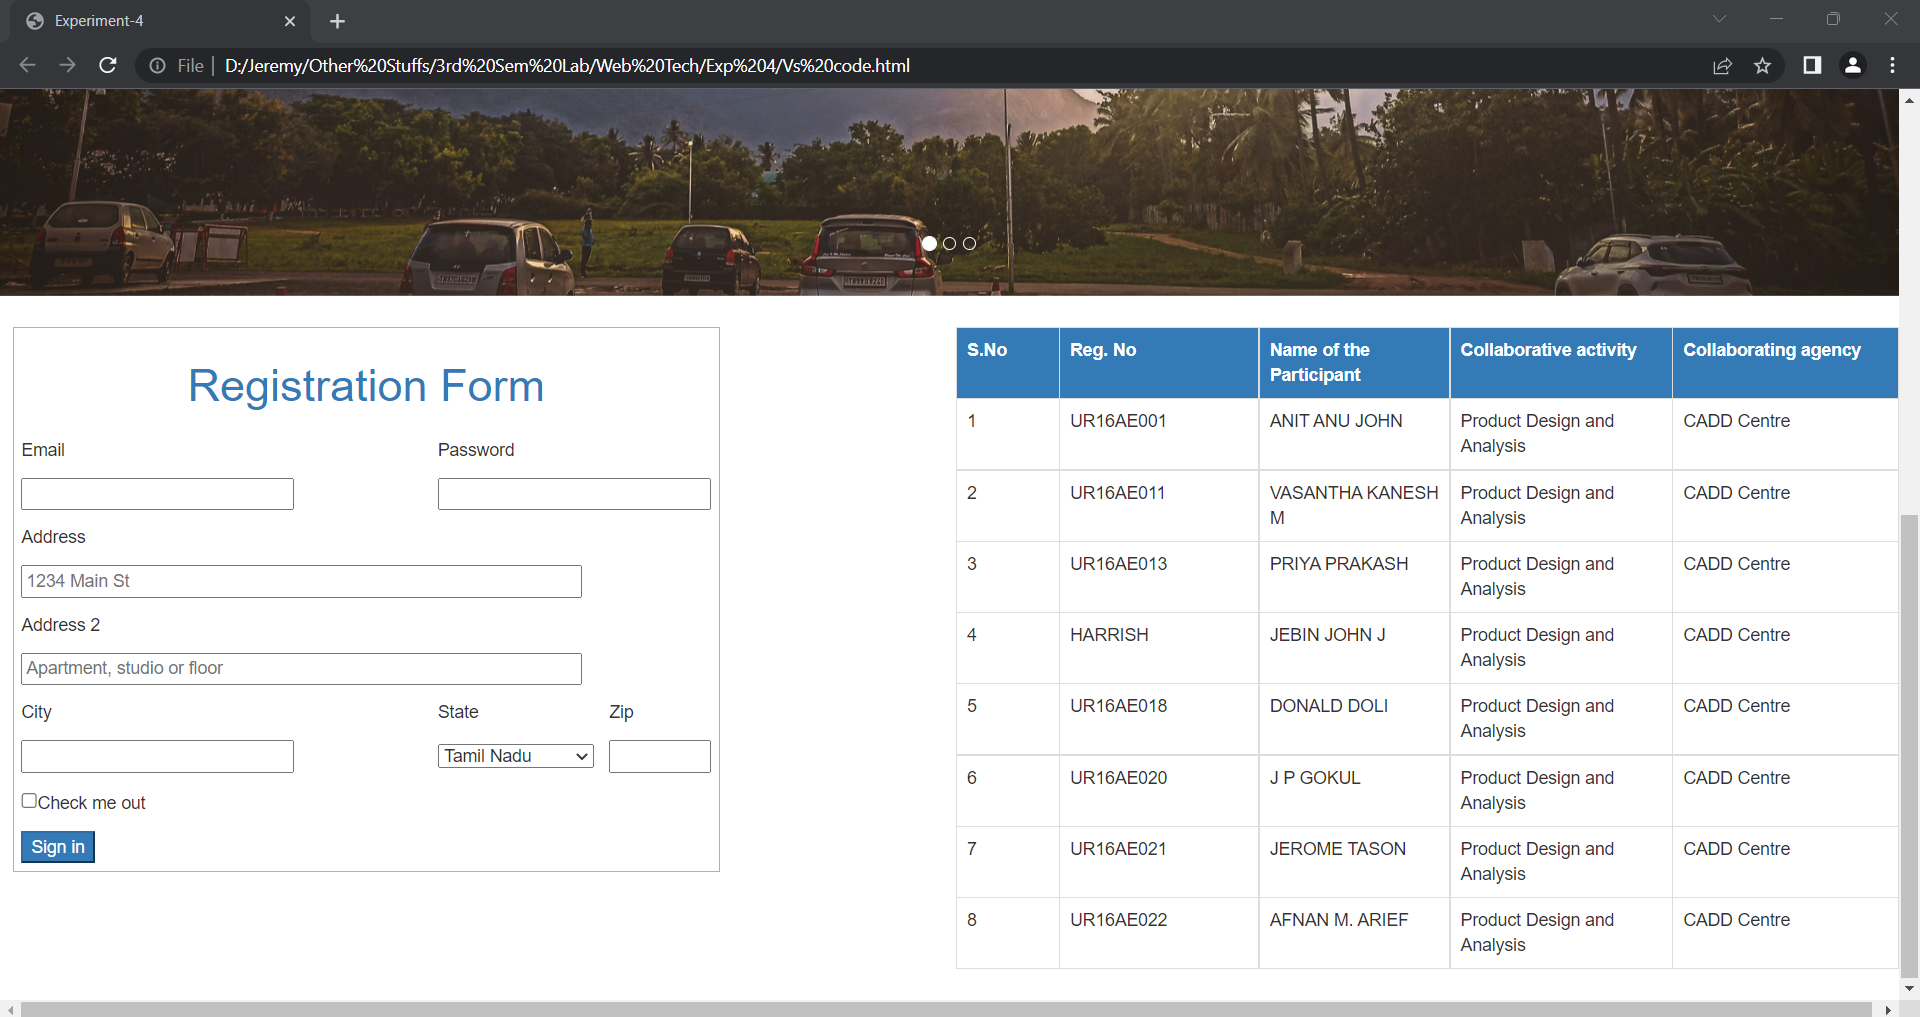 Experiment-4
File
D:/Jeremy/Other%20Stuffs/3rd%20Sem%20Lab/Web%20Tech/Exp%204/Vs%20code.html
Registration Form
Email
Password
Address
1234 Main St
Address 2
Apartment, studio or floor
City
State
Zip
Tamil Nadu
Check me out
Sign in
S.No Reg. No Name of the Collaborative activity Collaborating agency
Participant
1 UR16AE001 ANIT ANU JOHN Product Design and CADD Centre
Analysis
2 UR16AE011 VASANTHA KANESH Product Design and CADD Centre
M Analysis
3 UR16AE013 PRIYA PRAKASH Product Design and CADD Centre
Analysis
4 HARRISH JEBIN JOHN J Product Design and CADD Centre
Analysis
5 UR16AE018 DONALD DOLI Product Design and CADD Centre
Analysis
6 UR16AE020 J P GOKUL Product Design and CADD Centre
Analysis
7 UR16AE021 JEROME TASON Product Design and CADD Centre
Analysis
8 UR16AE022 AFNAN M. ARIEF Product Design and CADD Centre
Analysis